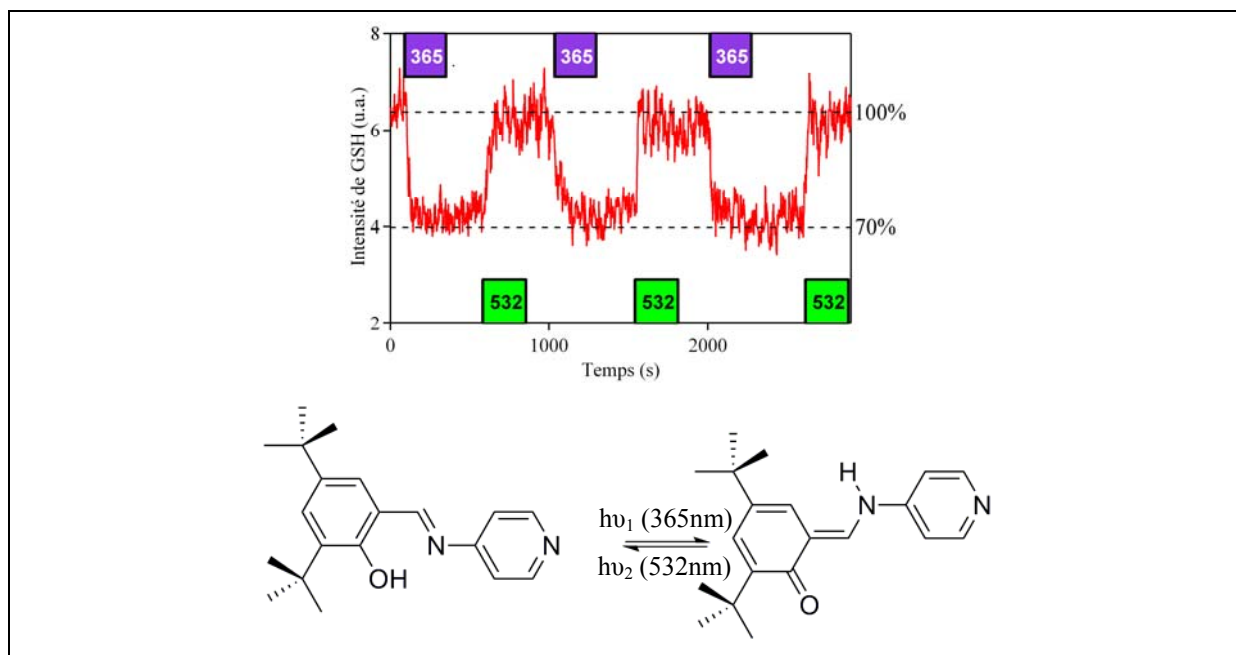 8
365
365
365
100%
Intensité de GSH (u.a.)
6
4
70%
532
532
532
2
0
1000
2000
Temps (s)
H
N
N
hυ₁ (365nm)
N
N
hυ₂ (532nm)
OH
O